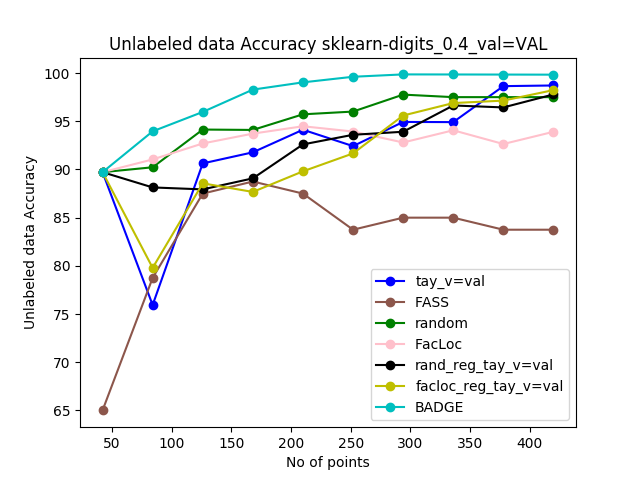 Unlabeled data Accuracy sklearn-digits_0.4_val=VAL
Unlabeled data Accuracy
100
95
90
85
80
75
70
65
tay_v=val
FASS
random
FacLoc
rand_reg_tay_v=val
facloc_reg_tay_v=val
BADGE
50 100 150 200 250 300 350 400
No of points